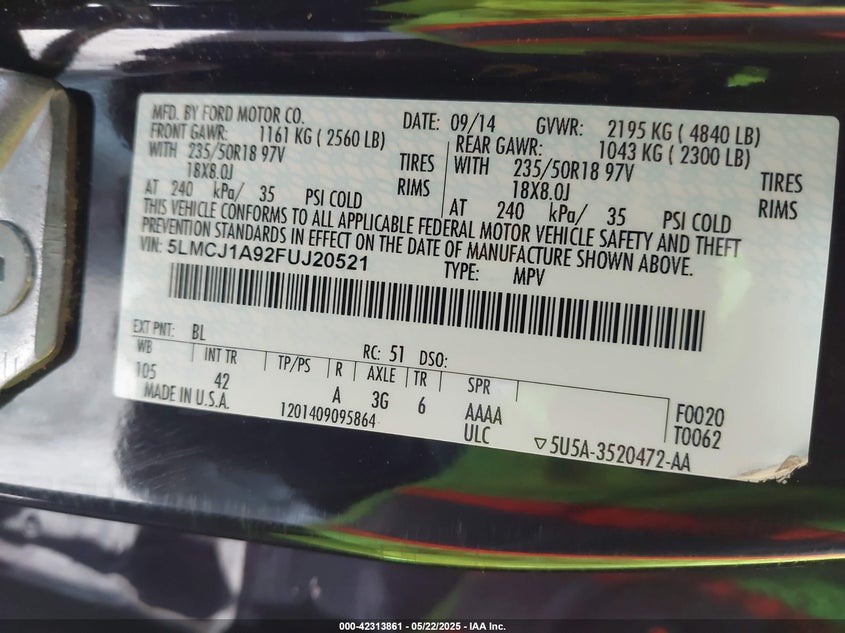 MFD. BY FORD MOTOR CO. DATE: 09/14 GVWR: 2195 KG ( 4840 LB)
FRONT GAWR: 1161 KG ( 2560 LB) REAR GAWR: 1043 KG ( 2300 LB)
WITH 235/50R18 97V TIRES WITH 235/50R18 97V TIRES
18X8.0J RIMS 18X8.0J RIMS
AT 240 kPa/ 35 PSI COLD AT 240 kPa/ 35 PSI COLD
THIS VEHICLE CONFORMS TO ALL APPLICABLE FEDERAL MOTOR VEHICLE SAFETY AND THEFT
PREVENTION STANDARDS IN EFFECT ON THE DATE OF MANUFACTURE SHOWN ABOVE.
VIN: 5LMCJ1A92FUJ20521 TYPE: MPV
EXT PNT: BL RC: 51 DSO:
WB INT TR TP/PS R AXLE TR SPR
105 42 A 3G 6 AAAA F0020
MADE IN U.S.A. 1201409095864 ULC T0062
▽5U5A-3520472-AA
000-42313861 - 05/22/2025 - IAA Inc.